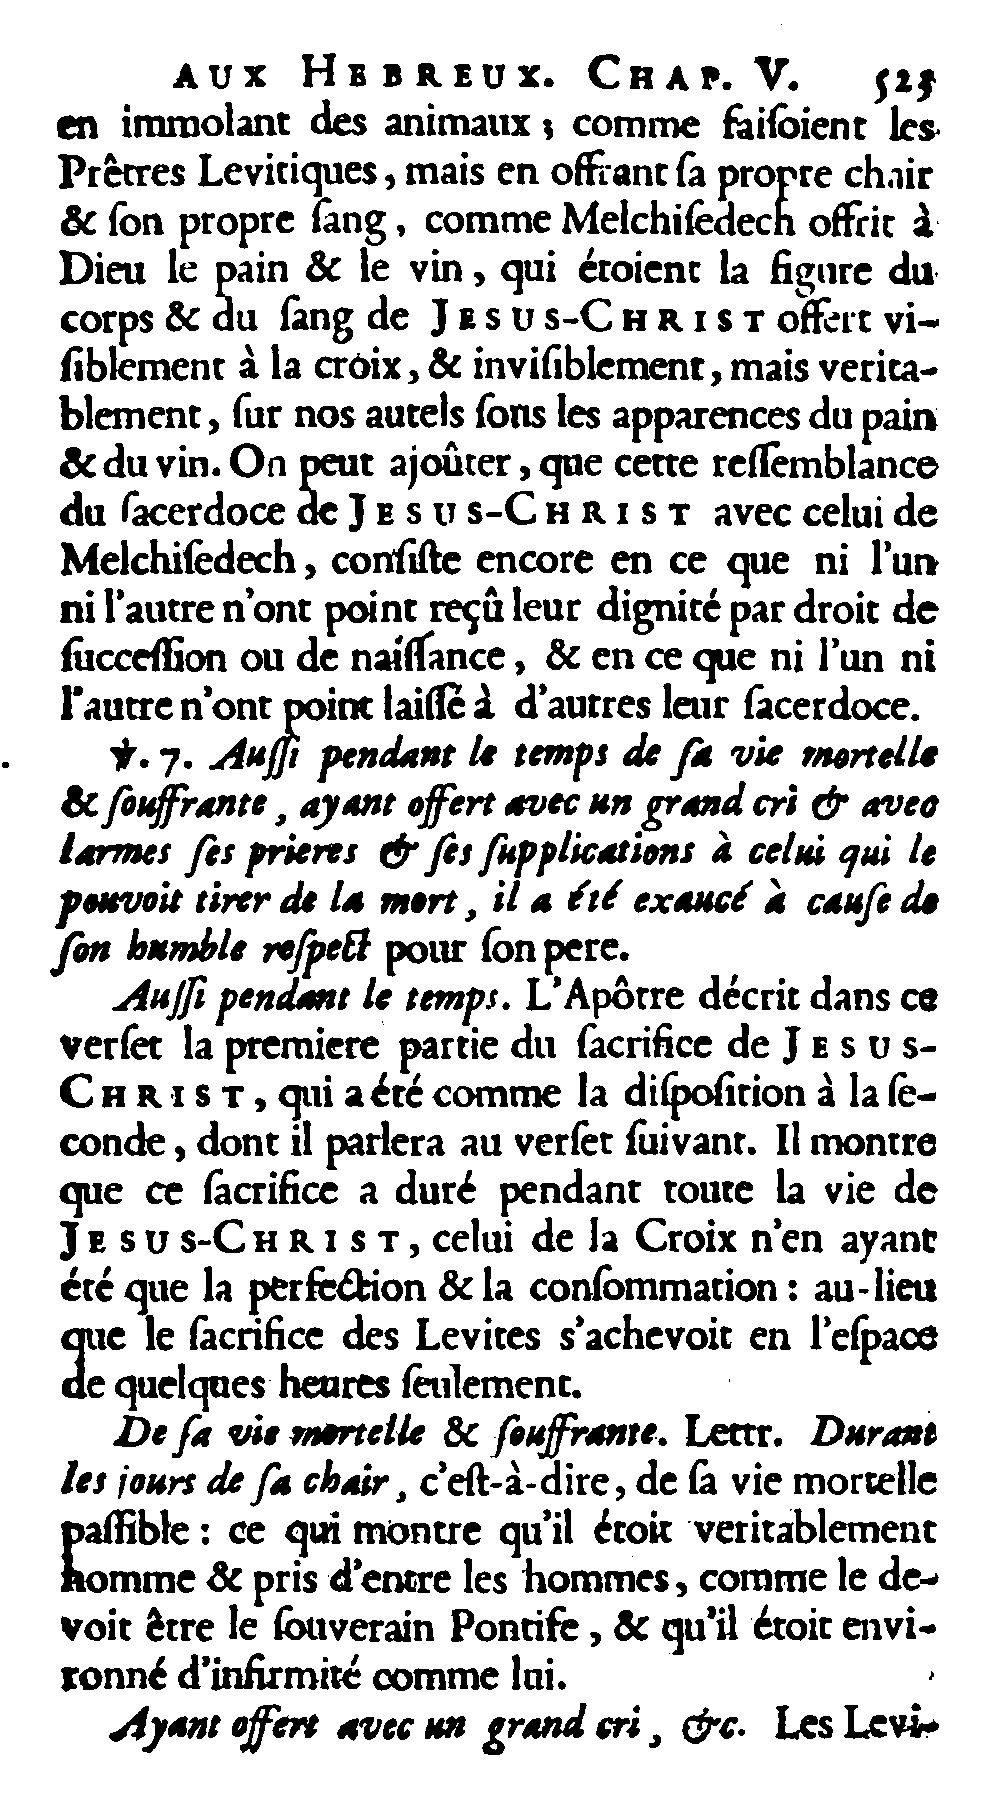 AUX HEBREUX. CHAP. V. 525
en immolant des animaux ; comme faiſoient les
Prêtres Levitiques, mais en offrant ſa propre chair
& ſon propre ſang, comme Melchiſedech offrit à
Dieu le pain & le vin, qui étoient la figure du
corps & du ſang de JESUS-CHRIST offert vi-
ſiblement à la croix, & inviſiblement, mais verita-
blement, ſur nos autels ſous les apparences du pain
& du vin. On peut ajoûter, que cette reſſemblance
du ſacerdoce de JESUS-CHRIST avec celui de
Melchiſedech, conſiſte encore en ce que ni l'un
ni l'autre n'ont point reçû leur dignité par droit de
ſucceſſion ou de naiſſance, & en ce que ni l'un ni
l'autre n'ont point laiſſé à d'autres leur ſacerdoce.
℣. 7. Auſſi pendant le temps de ſa vie mortelle
& ſouffrante, ayant offert avec un grand cri & avec
larmes ſes prieres & ſes ſupplications à celui qui le
pouvoit tirer de la mort, il a été exaucé à cauſe de
ſon humble reſpect pour ſon pere.
Auſſi pendant le temps. L'Apôtre décrit dans ce
verſet la premiere partie du ſacrifice de JESUS-
CHRIST, qui a été comme la diſpoſition à la ſe-
conde, dont il parlera au verſet ſuivant. Il montre
que ce ſacrifice a duré pendant toute la vie de
JESUS-CHRIST, celui de la Croix n'en ayant
été que la perfection & la conſommation : au-lieu
que le ſacrifice des Levites s'achevoit en l'eſpace
de quelques heures ſeulement.
De ſa vie mortelle & ſouffrante. Lettr. Durant
les jours de ſa chair, c'eſt-à-dire, de ſa vie mortelle
paſſible : ce qui montre qu'il étoit veritablement
homme & pris d'entre les hommes, comme le de-
voit être le ſouverain Pontife, & qu'il étoit envi-
ronné d'infirmité comme lui.
Ayant offert avec un grand cri, &c. Les Levi-